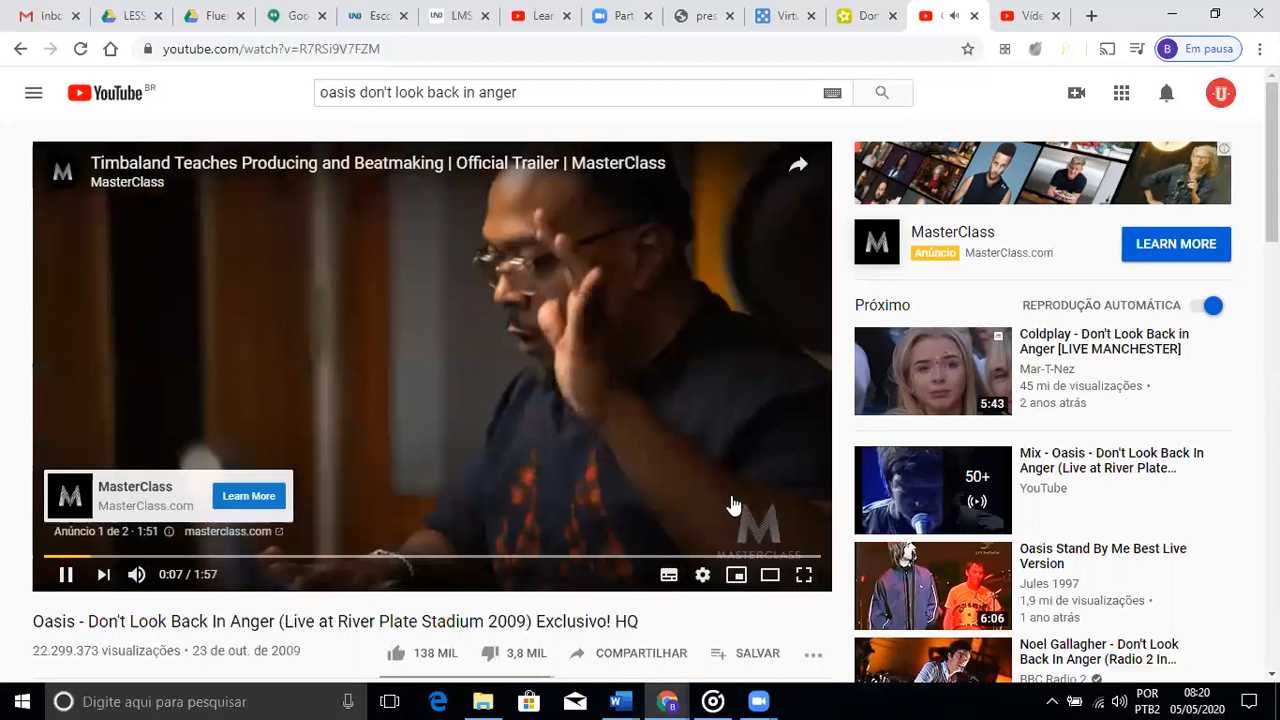 Inbc
LESS
Flue
Goo
UNO Esco
UNO LMS
Lear
Part
pres
Virtu
Dor
Víde
youtube.com/watch?v=R7RSi9V7FZM
B Em pausa
YouTube BR
oasis don't look back in anger
U
Timbaland Teaches Producing and Beatmaking | Official Trailer | MasterClass
MasterClass
MasterClass
MasterClass.com
Learn More
Anúncio 1 de 2 · 1:51 masterclass.com
MASTERCLASS
0:07 / 1:57
Oasis - Don't Look Back In Anger (Live at River Plate Stadium 2009) Exclusivo! HQ
22.299.373 visualizações • 23 de out. de 2009
138 MIL
3,8 MIL
COMPARTILHAR
SALVAR
MasterClass
Anúncio MasterClass.com
LEARN MORE
Próximo
REPRODUÇÃO AUTOMÁTICA
Coldplay - Don't Look Back in
Anger [LIVE MANCHESTER]
Mar-T-Nez
45 mi de visualizações •
2 anos atrás
5:43
Mix - Oasis - Don't Look Back In
Anger (Live at River Plate...
YouTube
50+
Oasis Stand By Me Best Live
Version
Jules 1997
1,9 mi de visualizações •
1 ano atrás
6:06
Noel Gallagher - Don't Look
Back In Anger (Radio 2 In...
BBC Radio 2
Digite aqui para pesquisar
POR
PTB2
08:20
05/05/2020